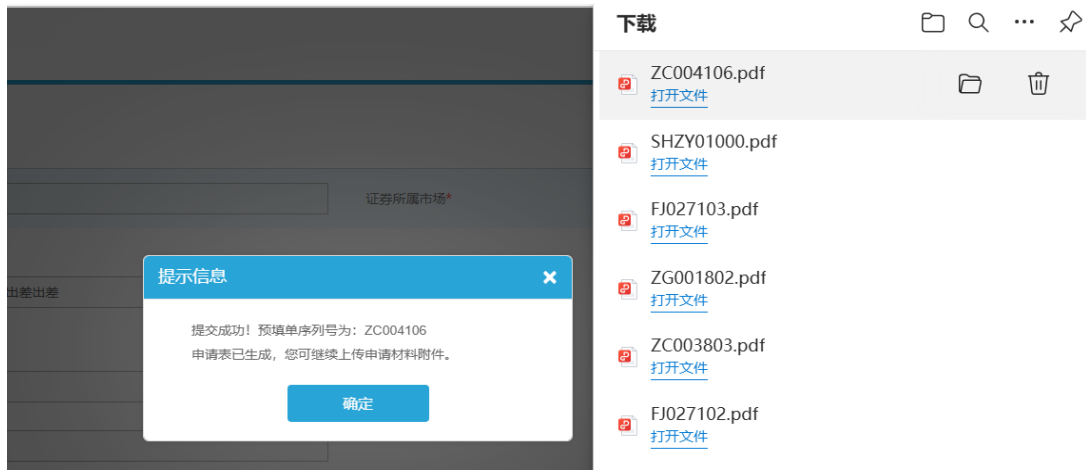 证券所属市场*
出差出差
提示信息
提交成功！预填单序列号为：ZC004106
申请表已生成，您可继续上传申请材料附件。
确定
下载
ZC004106.pdf
打开文件
SHZY01000.pdf
打开文件
FJ027103.pdf
打开文件
ZG001802.pdf
打开文件
ZC003803.pdf
打开文件
FJ027102.pdf
打开文件